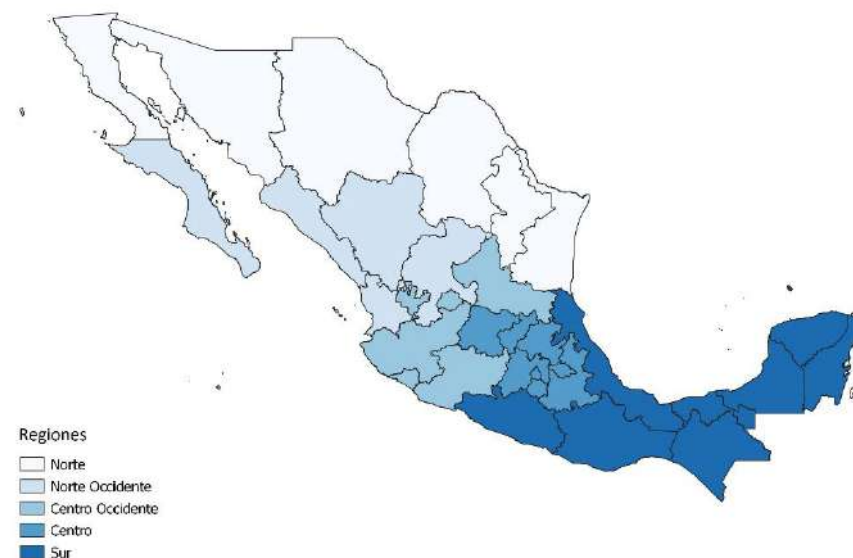 Regiones
Norte
Norte Occidente
Centro Occidente
Centro
Sur